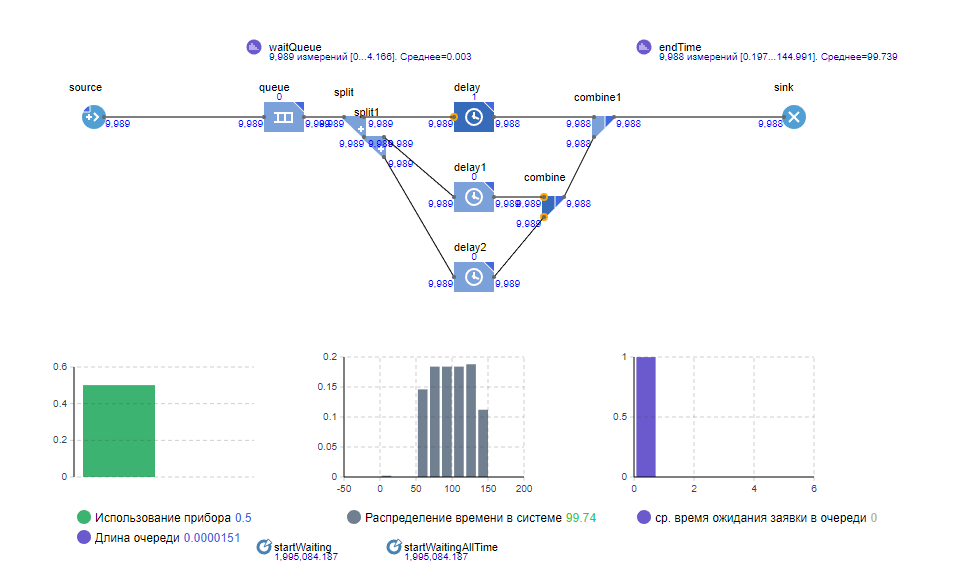 waitQueue
9,989 измерений [0...4.166]. Среднее=0.003
endTime
9,988 измерений [0.197...144.991]. Среднее=99.739
source
queue
split
delay
combine1
sink
0
1
split1
9,989
9,989
9,989
9,989
9,989
9,988
9,988
9,988
9,988
9,989
9,989
9,989
9,988
9,989
delay1
0
combine
9,989
9,989
9,989
9,988
9,989
delay2
0
9,989
9,989
0.6
0.4
0.2
0
0.2
0.15
0.1
0.05
0
-50
0
50
100
150
200
1
0.5
0
0
2
4
6
Использование прибора 0.5
Длина очереди 0.0000151
Распределение времени в системе 99.74
ср. время ожидания заявки в очереди 0
startWaiting
1,995,084.187
startWaitingAllTime
1,995,084.187